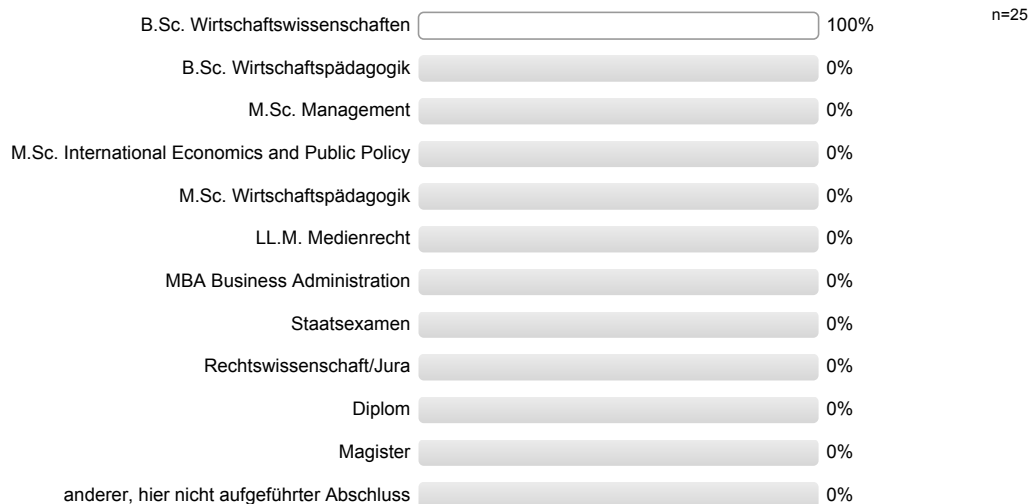 B.Sc. Wirtschaftswissenschaften 100% n=25
B.Sc. Wirtschaftspädagogik 0%
M.Sc. Management 0%
M.Sc. International Economics and Public Policy 0%
M.Sc. Wirtschaftspädagogik 0%
LL.M. Medienrecht 0%
MBA Business Administration 0%
Staatsexamen 0%
Rechtswissenschaft/Jura 0%
Diplom 0%
Magister 0%
anderer, hier nicht aufgeführter Abschluss 0%